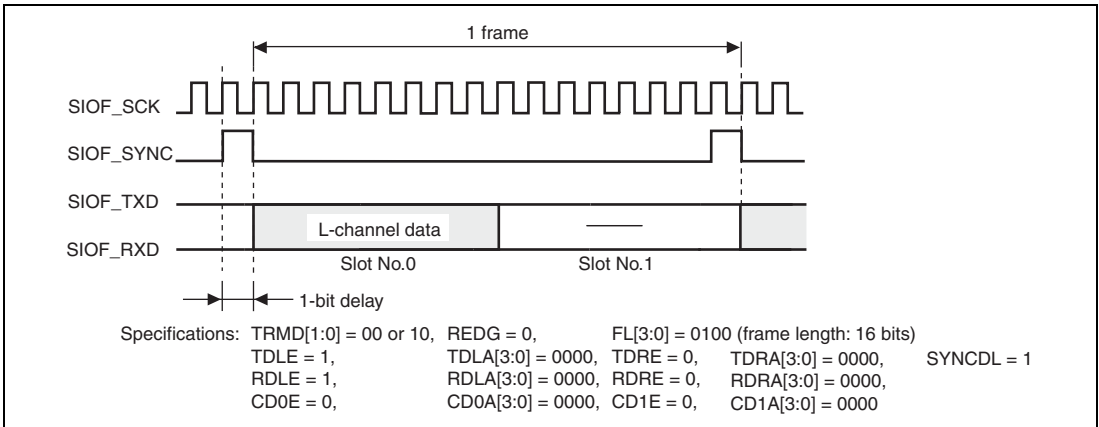 1 frame
SIOF_SCK
SIOF_SYNC
SIOF_TXD
L-channel data
SIOF_RXD
Slot No.0 Slot No.1
1-bit delay
Specifications: TRMD[1:0] = 00 or 10, REDG = 0, FL[3:0] = 0100 (frame length: 16 bits)
TDLE = 1, TDLA[3:0] = 0000, TDRE = 0, TDRA[3:0] = 0000, SYNCDL = 1
RDLE = 1, RDLA[3:0] = 0000, RDRE = 0, RDRA[3:0] = 0000,
CD0E = 0, CD0A[3:0] = 0000, CD1E = 0, CD1A[3:0] = 0000